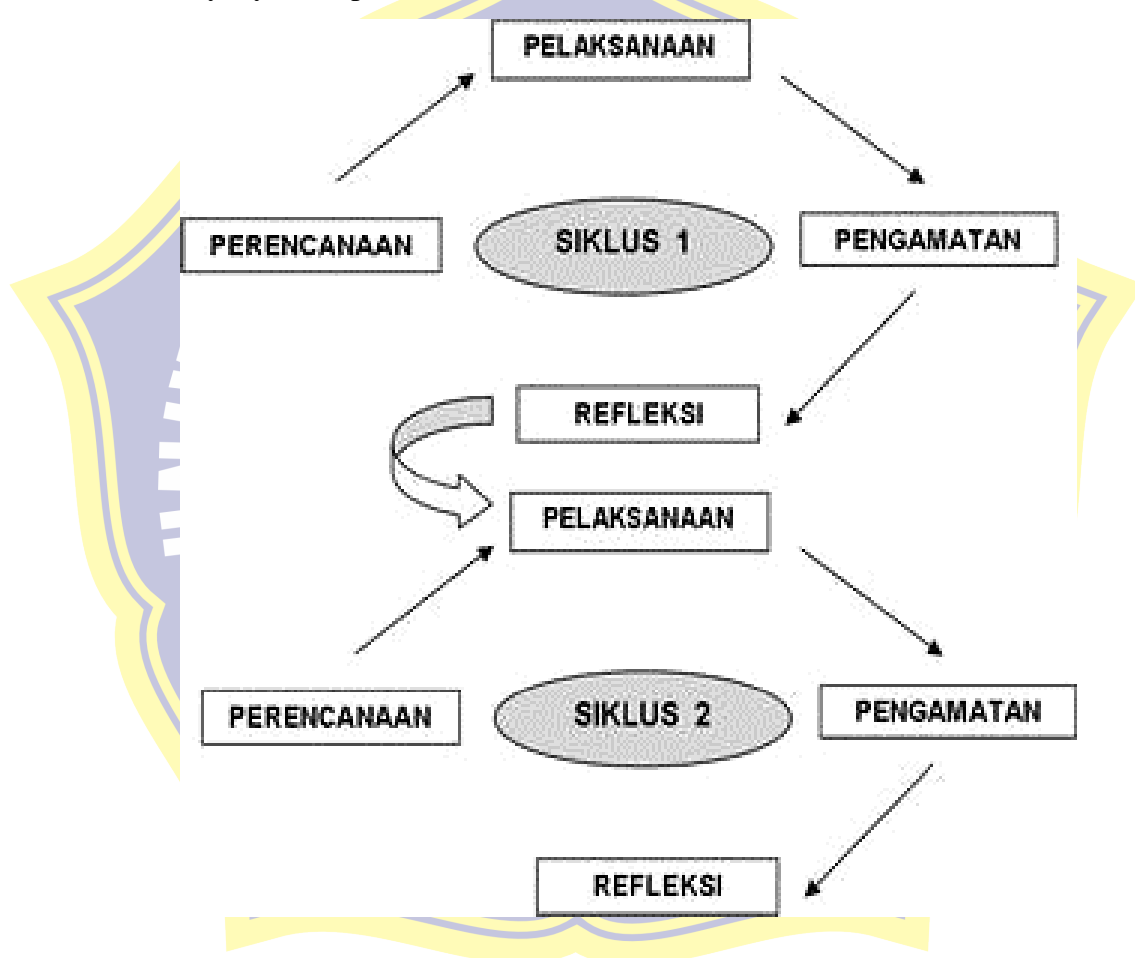 PELAKSANAAN
PERENCANAAN
SIKLUS 1
PENGAMATAN
REFLEKSI
PELAKSANAAN
PERENCANAAN
SIKLUS 2
PENGAMATAN
REFLEKSI